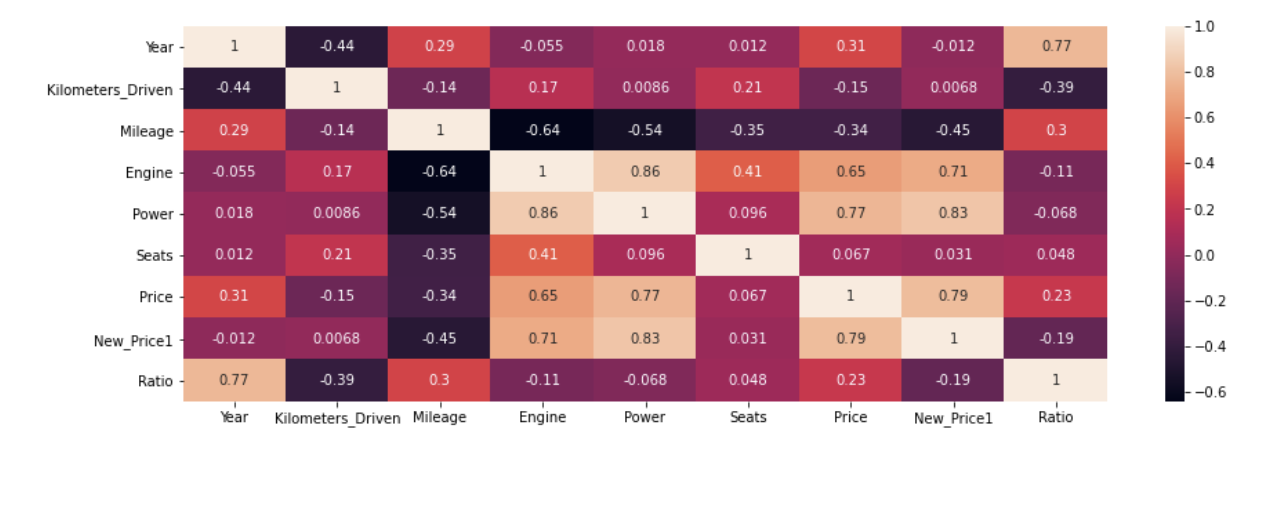 Year 1 -0.44 0.29 -0.055 0.018 0.012 0.31 -0.012 0.77
Kilometers_Driven -0.44 1 -0.14 0.17 0.0086 0.21 -0.15 0.0068 -0.39
Mileage 0.29 -0.14 1 -0.64 -0.54 -0.35 -0.34 -0.45 0.3
Engine -0.055 0.17 -0.64 1 0.86 0.41 0.65 0.71 -0.11
Power 0.018 0.0086 -0.54 0.86 1 0.096 0.77 0.83 -0.068
Seats 0.012 0.21 -0.35 0.41 0.096 1 0.067 0.031 0.048
Price 0.31 -0.15 -0.34 0.65 0.77 0.067 1 0.79 0.23
New_Price1 -0.012 0.0068 -0.45 0.71 0.83 0.031 0.79 1 -0.19
Ratio 0.77 -0.39 0.3 -0.11 -0.068 0.048 0.23 -0.19 1
Year Kilometers_Driven Mileage Engine Power Seats Price New_Price1 Ratio
1.0
0.8
0.6
0.4
0.2
0.0
−0.2
−0.4
−0.6